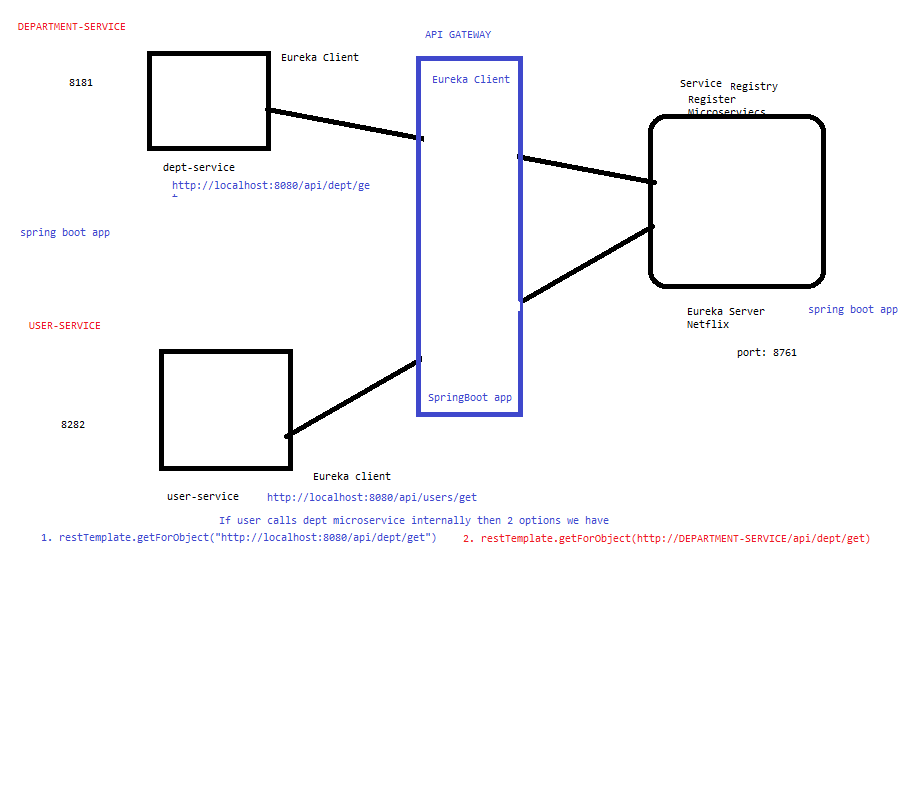 DEPARTMENT-SERVICE
API GATEWAY
Eureka Client
8181
Eureka Client
Service Registry
Register
Microserviecs
dept-service
http://localhost:8080/api/dept/ge
spring boot app
Eureka Server
Netflix
spring boot app
USER-SERVICE
port: 8761
SpringBoot app
8282
Eureka client
user-service
http://localhost:8080/api/users/get
If user calls dept microservice internally then 2 options we have
1. restTemplate.getForObject("http://localhost:8080/api/dept/get")
2. restTemplate.getForObject(http://DEPARTMENT-SERVICE/api/dept/get)